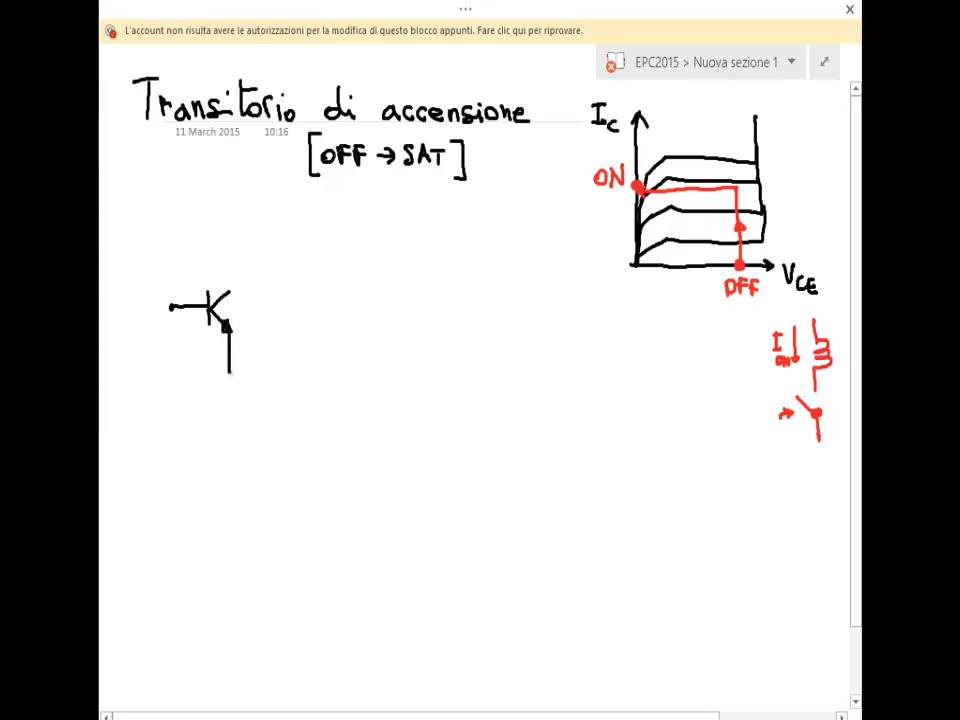 L'account non risulta avere le autorizzazioni per la modifica di questo blocco appunti. Fare clic qui per riprovare.
EPC2015 > Nuova sezione 1
Transitorio di accensione
11 March 2015 10:16
[OFF → SAT]
IC
ON
OFF
VCE
I ON